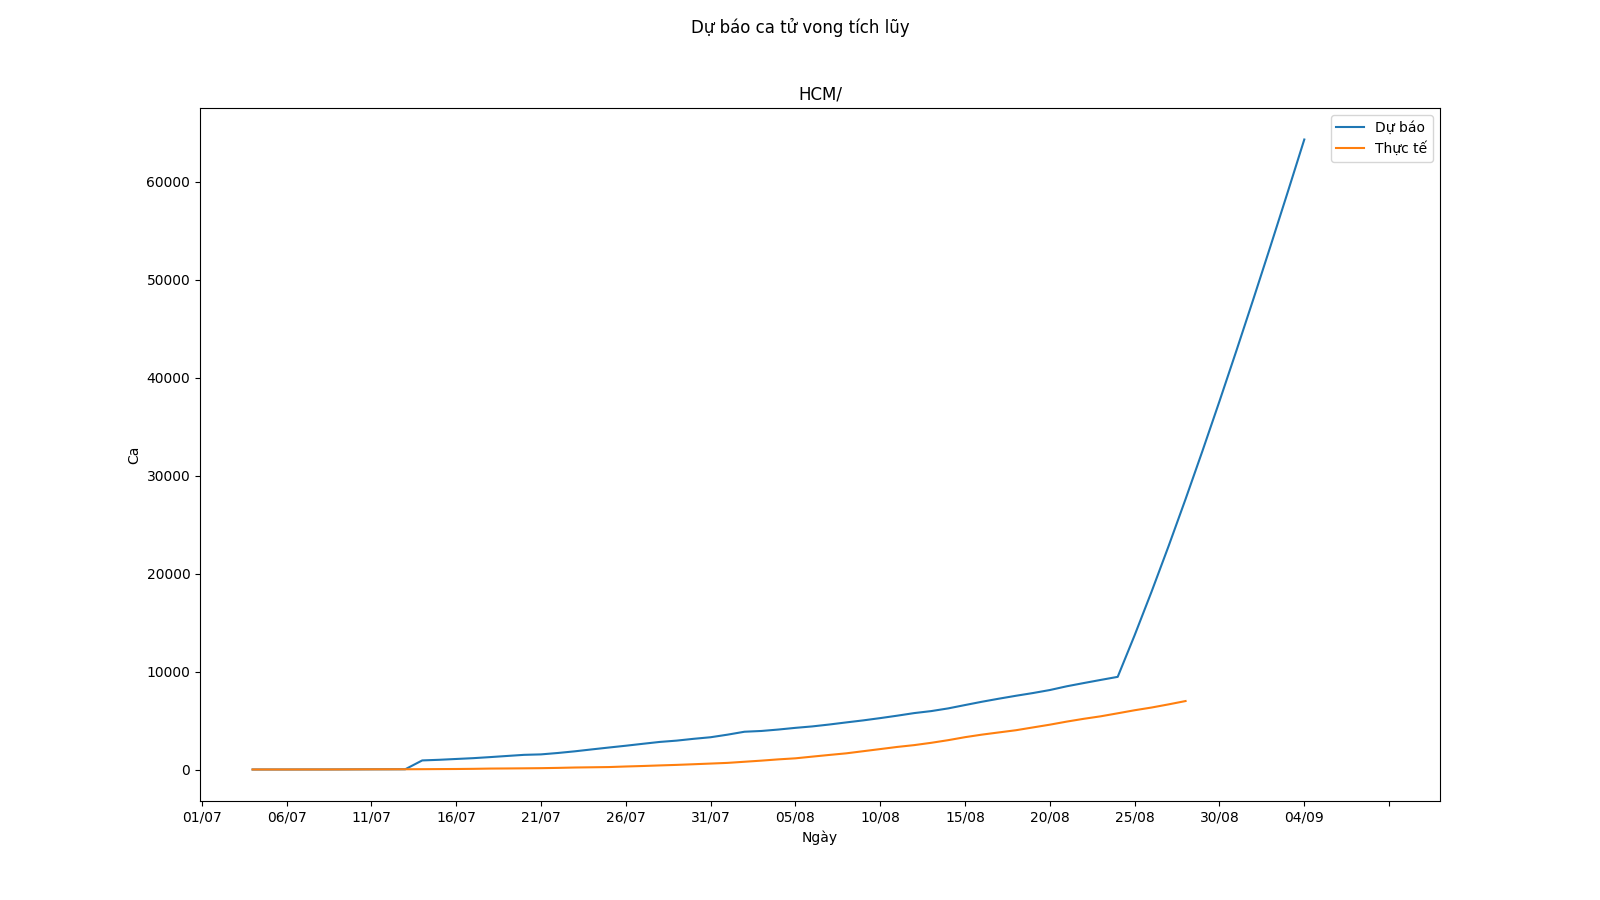 Dự báo ca tử vong tích lũy
HCM/
Dự báo
Thực tế
60000
50000
40000
30000
20000
10000
0
Ca
01/07 06/07 11/07 16/07 21/07 26/07 31/07 05/08 10/08 15/08 20/08 25/08 30/08 04/09
Ngày